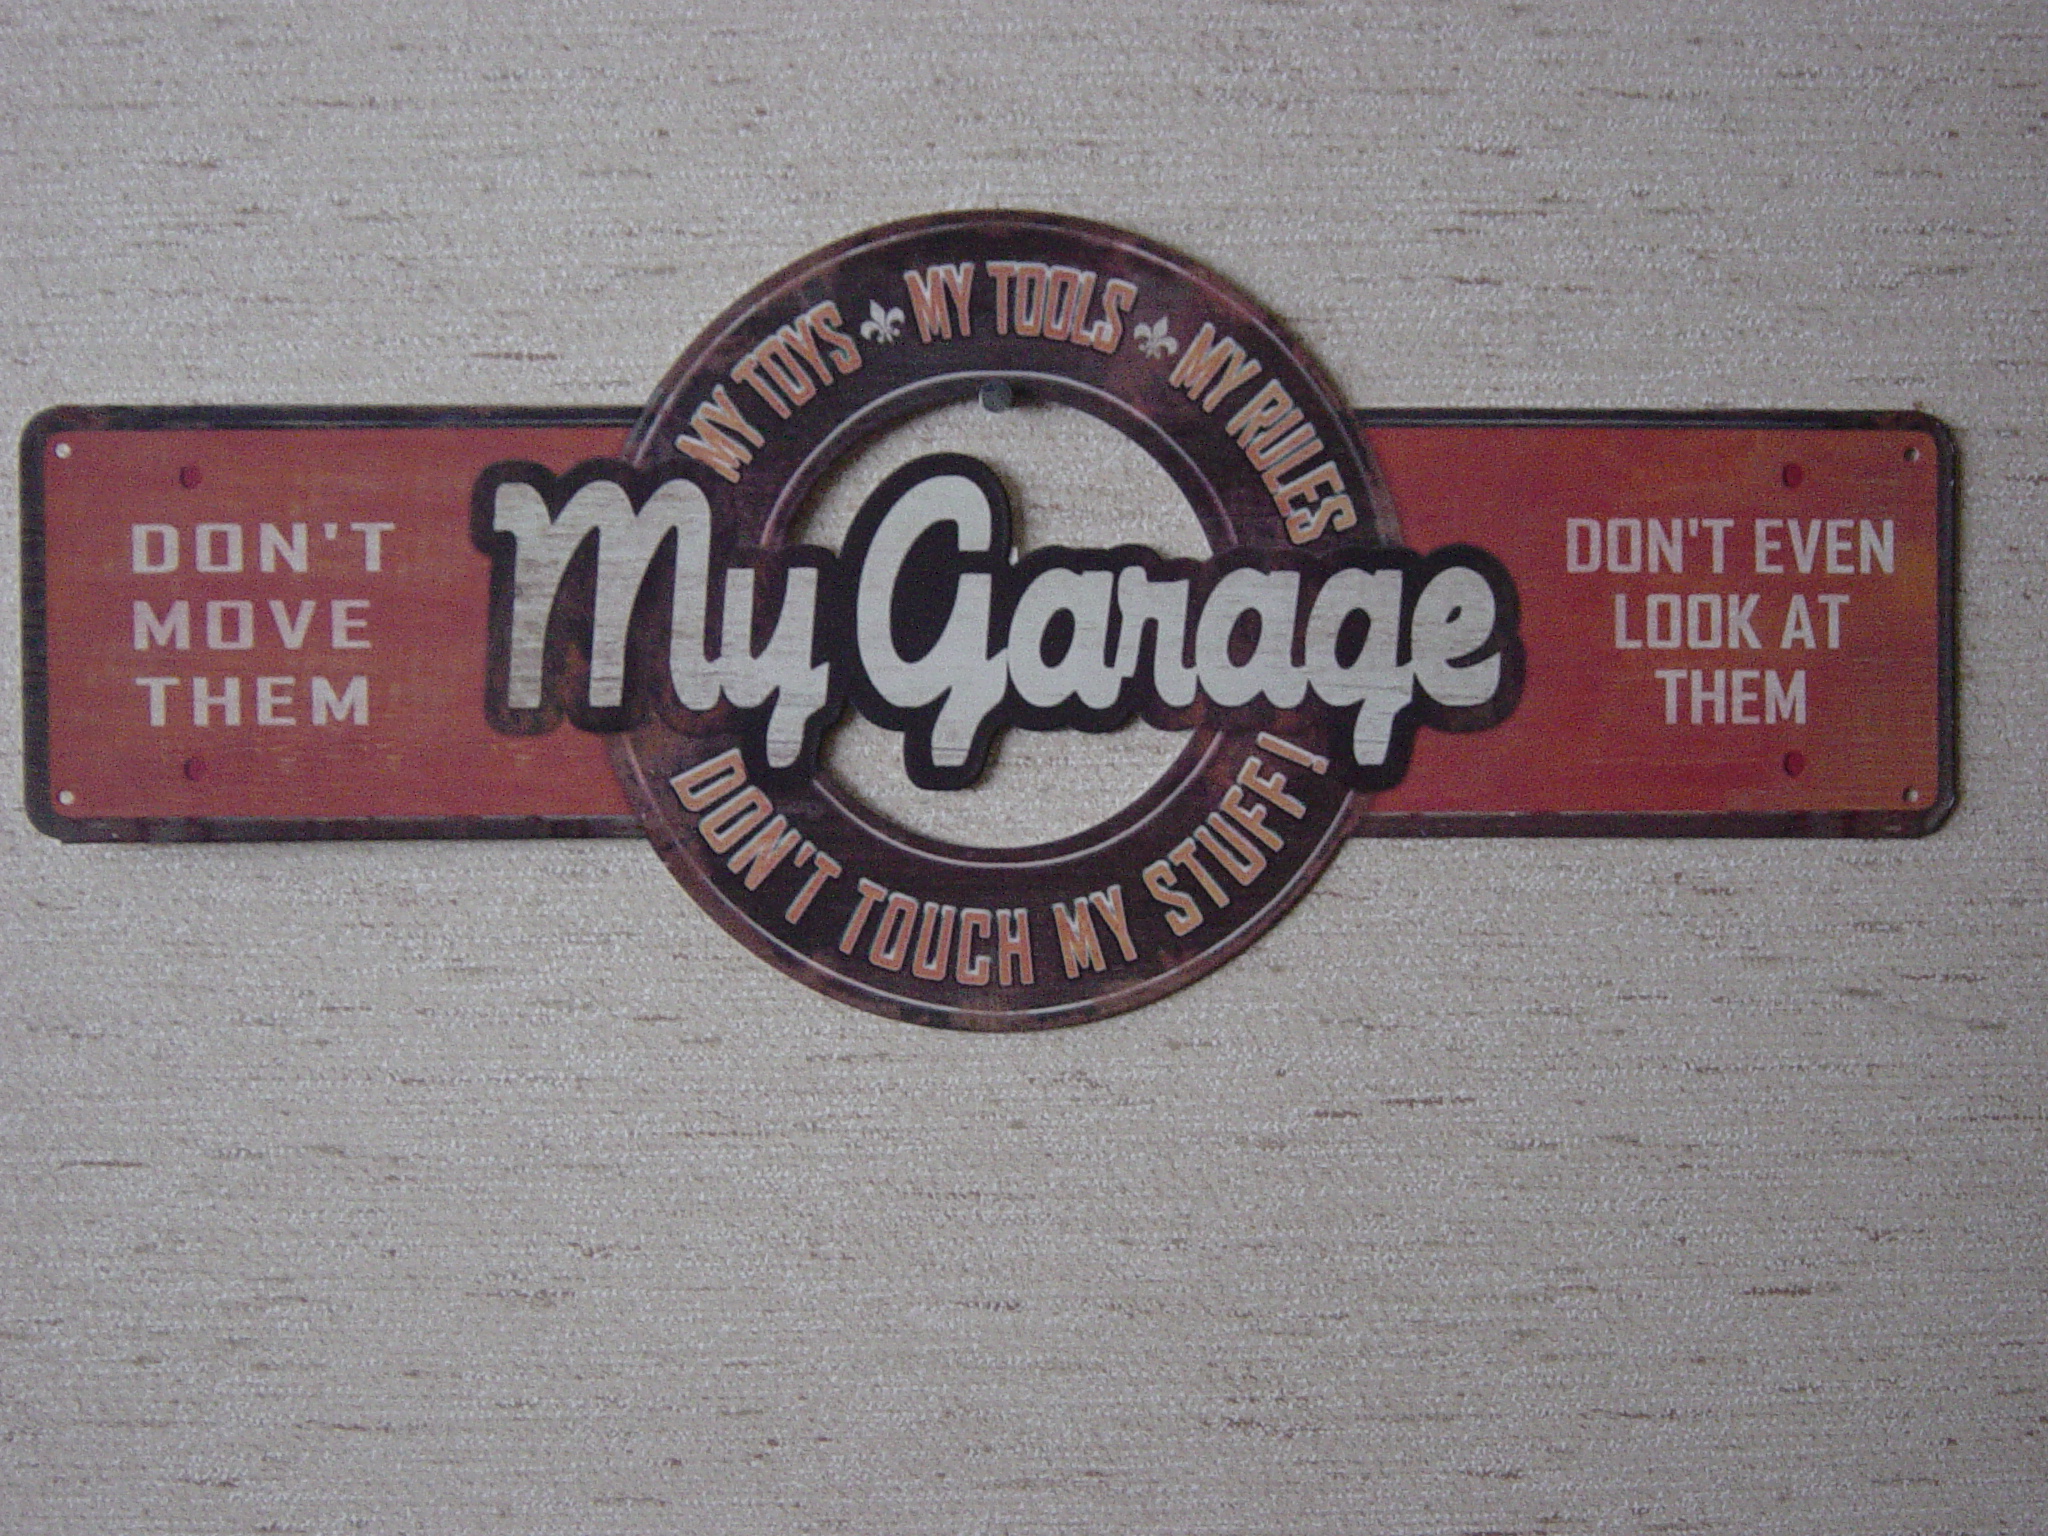 MY TOYS ⚜ MY TOOLS ⚜ MY RULES
DON'T
MOVE
THEM
My Garage
DON'T EVEN
LOOK AT
THEM
DON'T TOUCH MY STUFF!